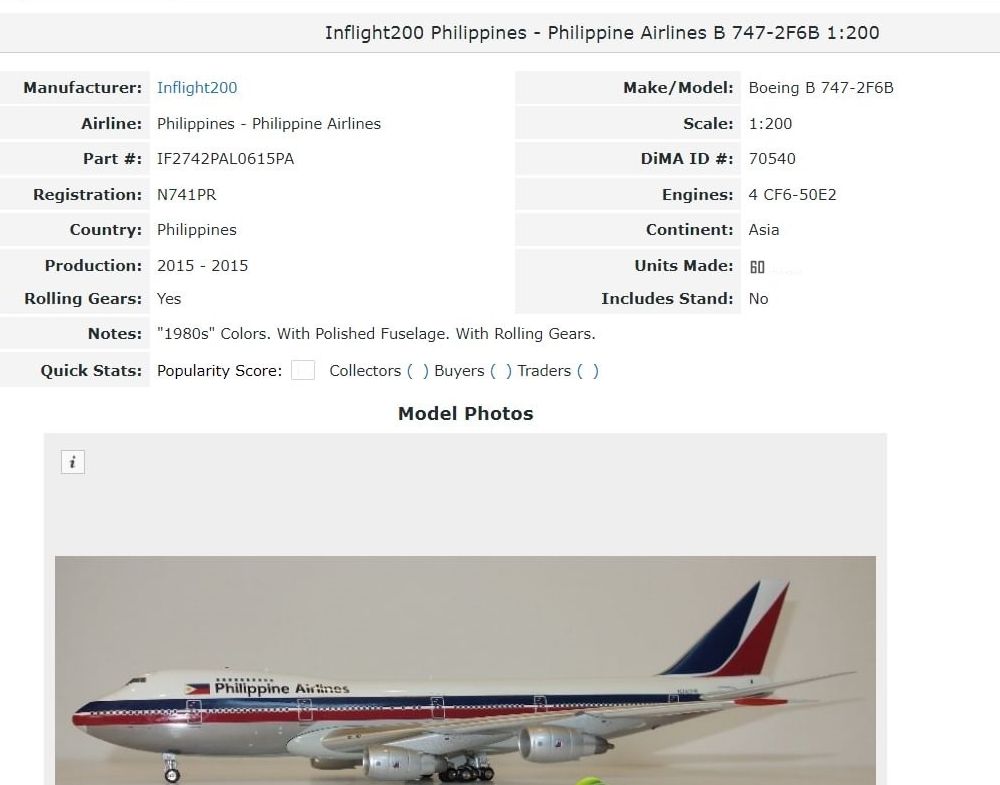 Inflight200 Philippines - Philippine Airlines B 747-2F6B 1:200
Manufacturer: Inflight200 Make/Model: Boeing B 747-2F6B
Airline: Philippines - Philippine Airlines Scale: 1:200
Part #: IF2742PAL0615PA DiMA ID #: 70540
Registration: N741PR Engines: 4 CF6-50E2
Country: Philippines Continent: Asia
Production: 2015 - 2015 Units Made: 60
Rolling Gears: Yes Includes Stand: No
Notes: "1980s" Colors. With Polished Fuselage. With Rolling Gears.
Quick Stats: Popularity Score: Collectors ( ) Buyers ( ) Traders ( )
Model Photos
i
Philippine Airlines